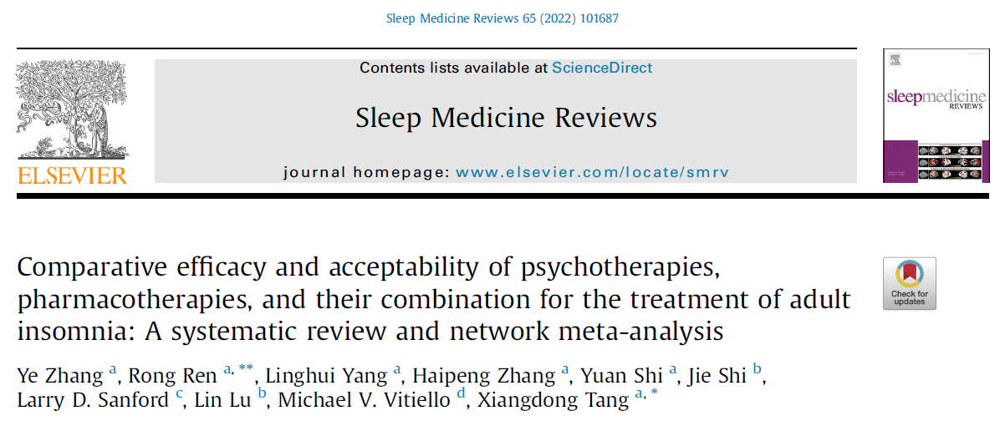 Sleep Medicine Reviews 65 (2022) 101687
Contents lists available at ScienceDirect
Sleep Medicine Reviews
journal homepage: www.elsevier.com/locate/smrv
ELSEVIER
sleepmedicine
REVIEWS
Comparative efficacy and acceptability of psychotherapies,
pharmacotherapies, and their combination for the treatment of adult
insomnia: A systematic review and network meta-analysis
Check for
updates
Ye Zhang a, Rong Ren a, **, Linghui Yang a, Haipeng Zhang a, Yuan Shi a, Jie Shi b,
Larry D. Sanford c, Lin Lu b, Michael V. Vitiello d, Xiangdong Tang a, *